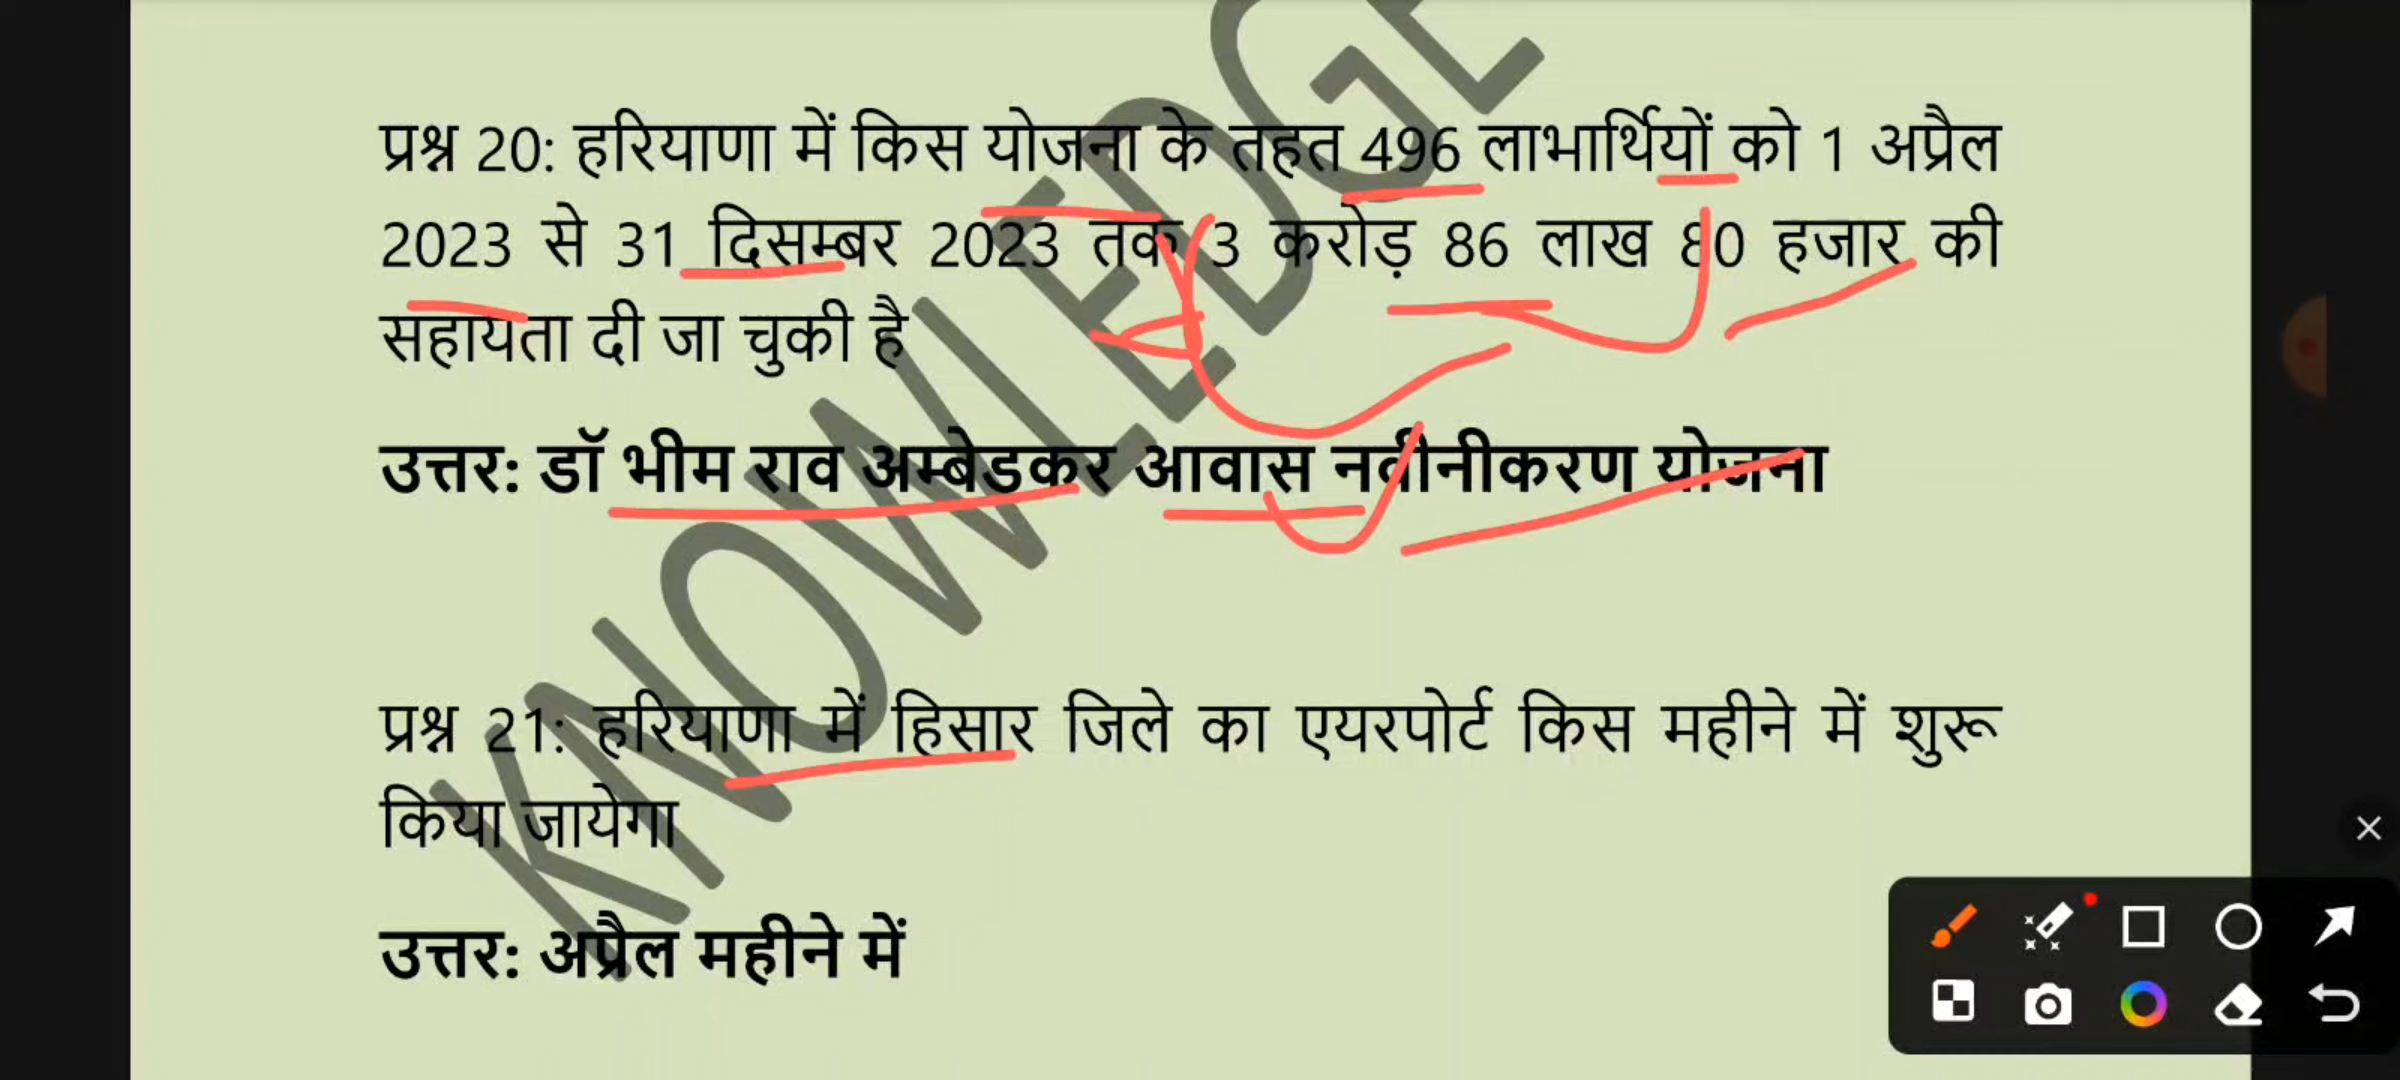 प्रश्न 20: हरियाणा में किस योजना के तहत 496 लाभार्थियों को 1 अप्रैल
2023 से 31 दिसम्बर 2023 तक 3 करोड़ 86 लाख 80 हजार की
सहायता दी जा चुकी है
उत्तर: डॉ भीम राव अम्बेडकर आवास नवीनीकरण योजना
प्रश्न 21: हरियाणा में हिसार जिले का एयरपोर्ट किस महीने में शुरू
किया जायेगा
उत्तर: अप्रैल महीने में
KNOWLEDGE